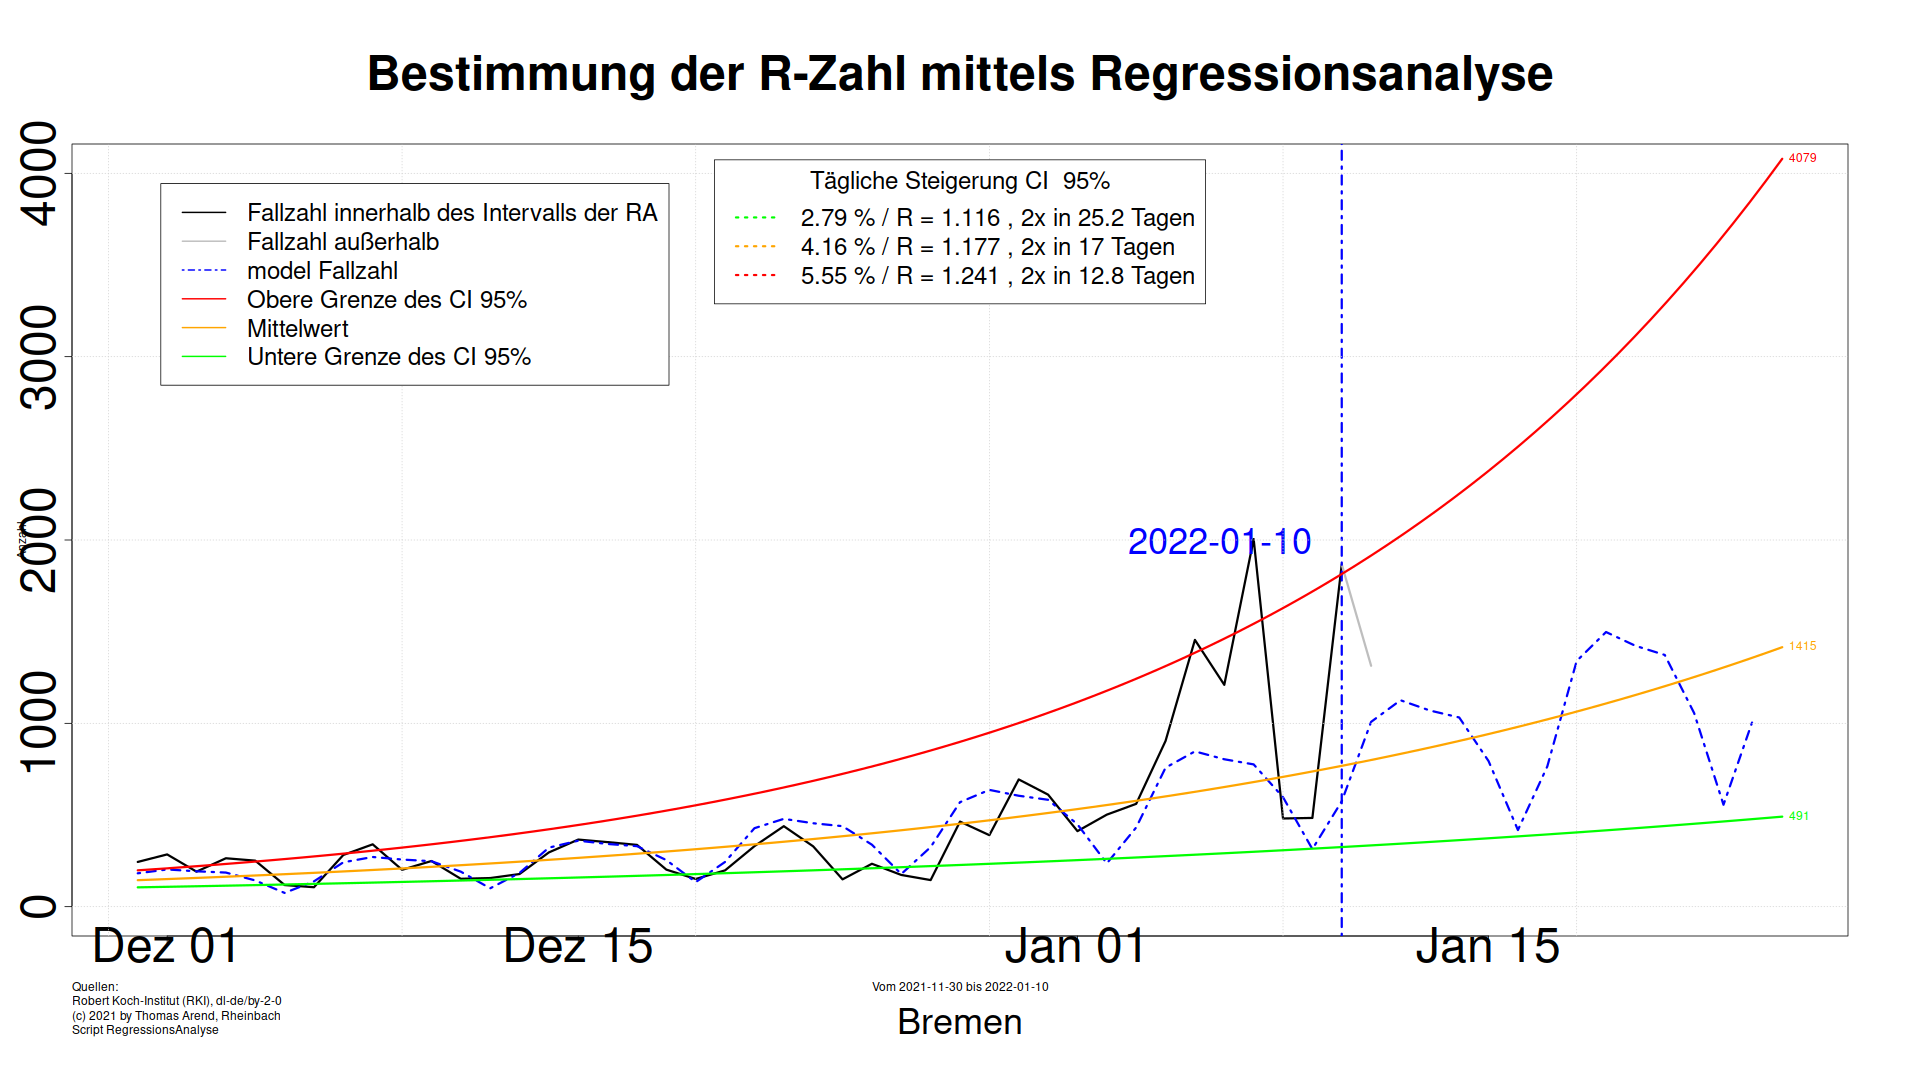 Bestimmung der R-Zahl mittels Regressionsanalyse
4000
3000
2000
1000
0
Anzahl
Fallzahl innerhalb des Intervalls der RA
Fallzahl außerhalb
model Fallzahl
Obere Grenze des CI 95%
Mittelwert
Untere Grenze des CI 95%
Tägliche Steigerung CI 95%
2.79 % / R = 1.116 , 2x in 25.2 Tagen
4.16 % / R = 1.177 , 2x in 17 Tagen
5.55 % / R = 1.241 , 2x in 12.8 Tagen
4079
2022-01-10
1415
491
Dez 01
Dez 15
Jan 01
Jan 15
Quellen:
Robert Koch-Institut (RKI), dl-de/by-2-0
(c) 2021 by Thomas Arend, Rheinbach
Script RegressionsAnalyse
Vom 2021-11-30 bis 2022-01-10
Bremen